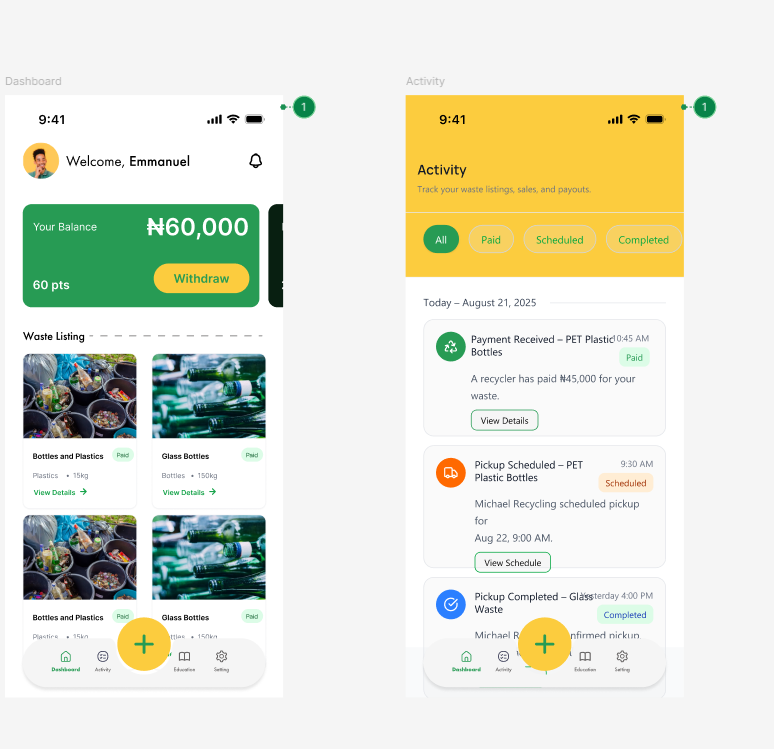 Dashboard
1
9:41
Welcome, Emmanuel
Your Balance
₦60,000
60 pts
Withdraw
Waste Listing
Bottles and Plastics
Paid
Plastics • 15kg
View Details →
Glass Bottles
Paid
Bottles • 150kg
View Details →
Bottles and Plastics
Paid
Plastics • 15kg
Glass Bottles
Paid
• 150kg
+
Dashboard
Activity
Education
Setting
Activity
1
9:41
Activity
Track your waste listings, sales, and payouts.
All
Paid
Scheduled
Completed
Today – August 21, 2025
Payment Received – PET Plastic
Bottles
10:45 AM
Paid
A recycler has paid ₦45,000 for your
waste.
View Details
Pickup Scheduled – PET
Plastic Bottles
9:30 AM
Scheduled
Michael Recycling scheduled pickup
for
Aug 22, 9:00 AM.
View Schedule
Pickup Completed – Glass
Waste
Yesterday 4:00 PM
Completed
Michael
pickup.
+
Dashboard
Activity
Education
Setting